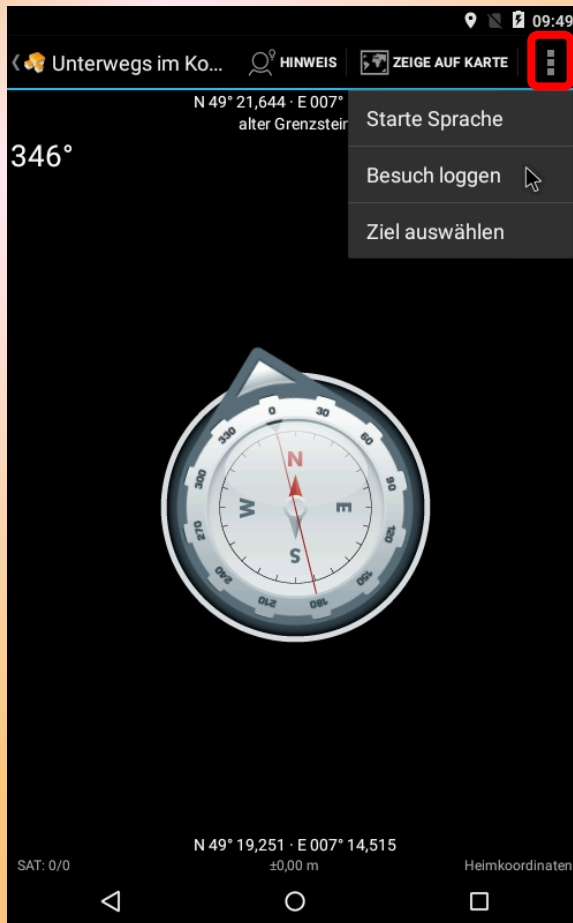 09:49
Unterwegs im Ko... HINWEIS ZEIGE AUF KARTE
N 49° 21,644 · E 007°
alter Grenzstein
346°
Starte Sprache
Besuch loggen
Ziel auswählen
0
30
60
90
120
150
180
210
240
270
300
330
N
E
S
W
N 49° 19,251 · E 007° 14,515
SAT: 0/0 ±0,00 m Heimkoordinaten